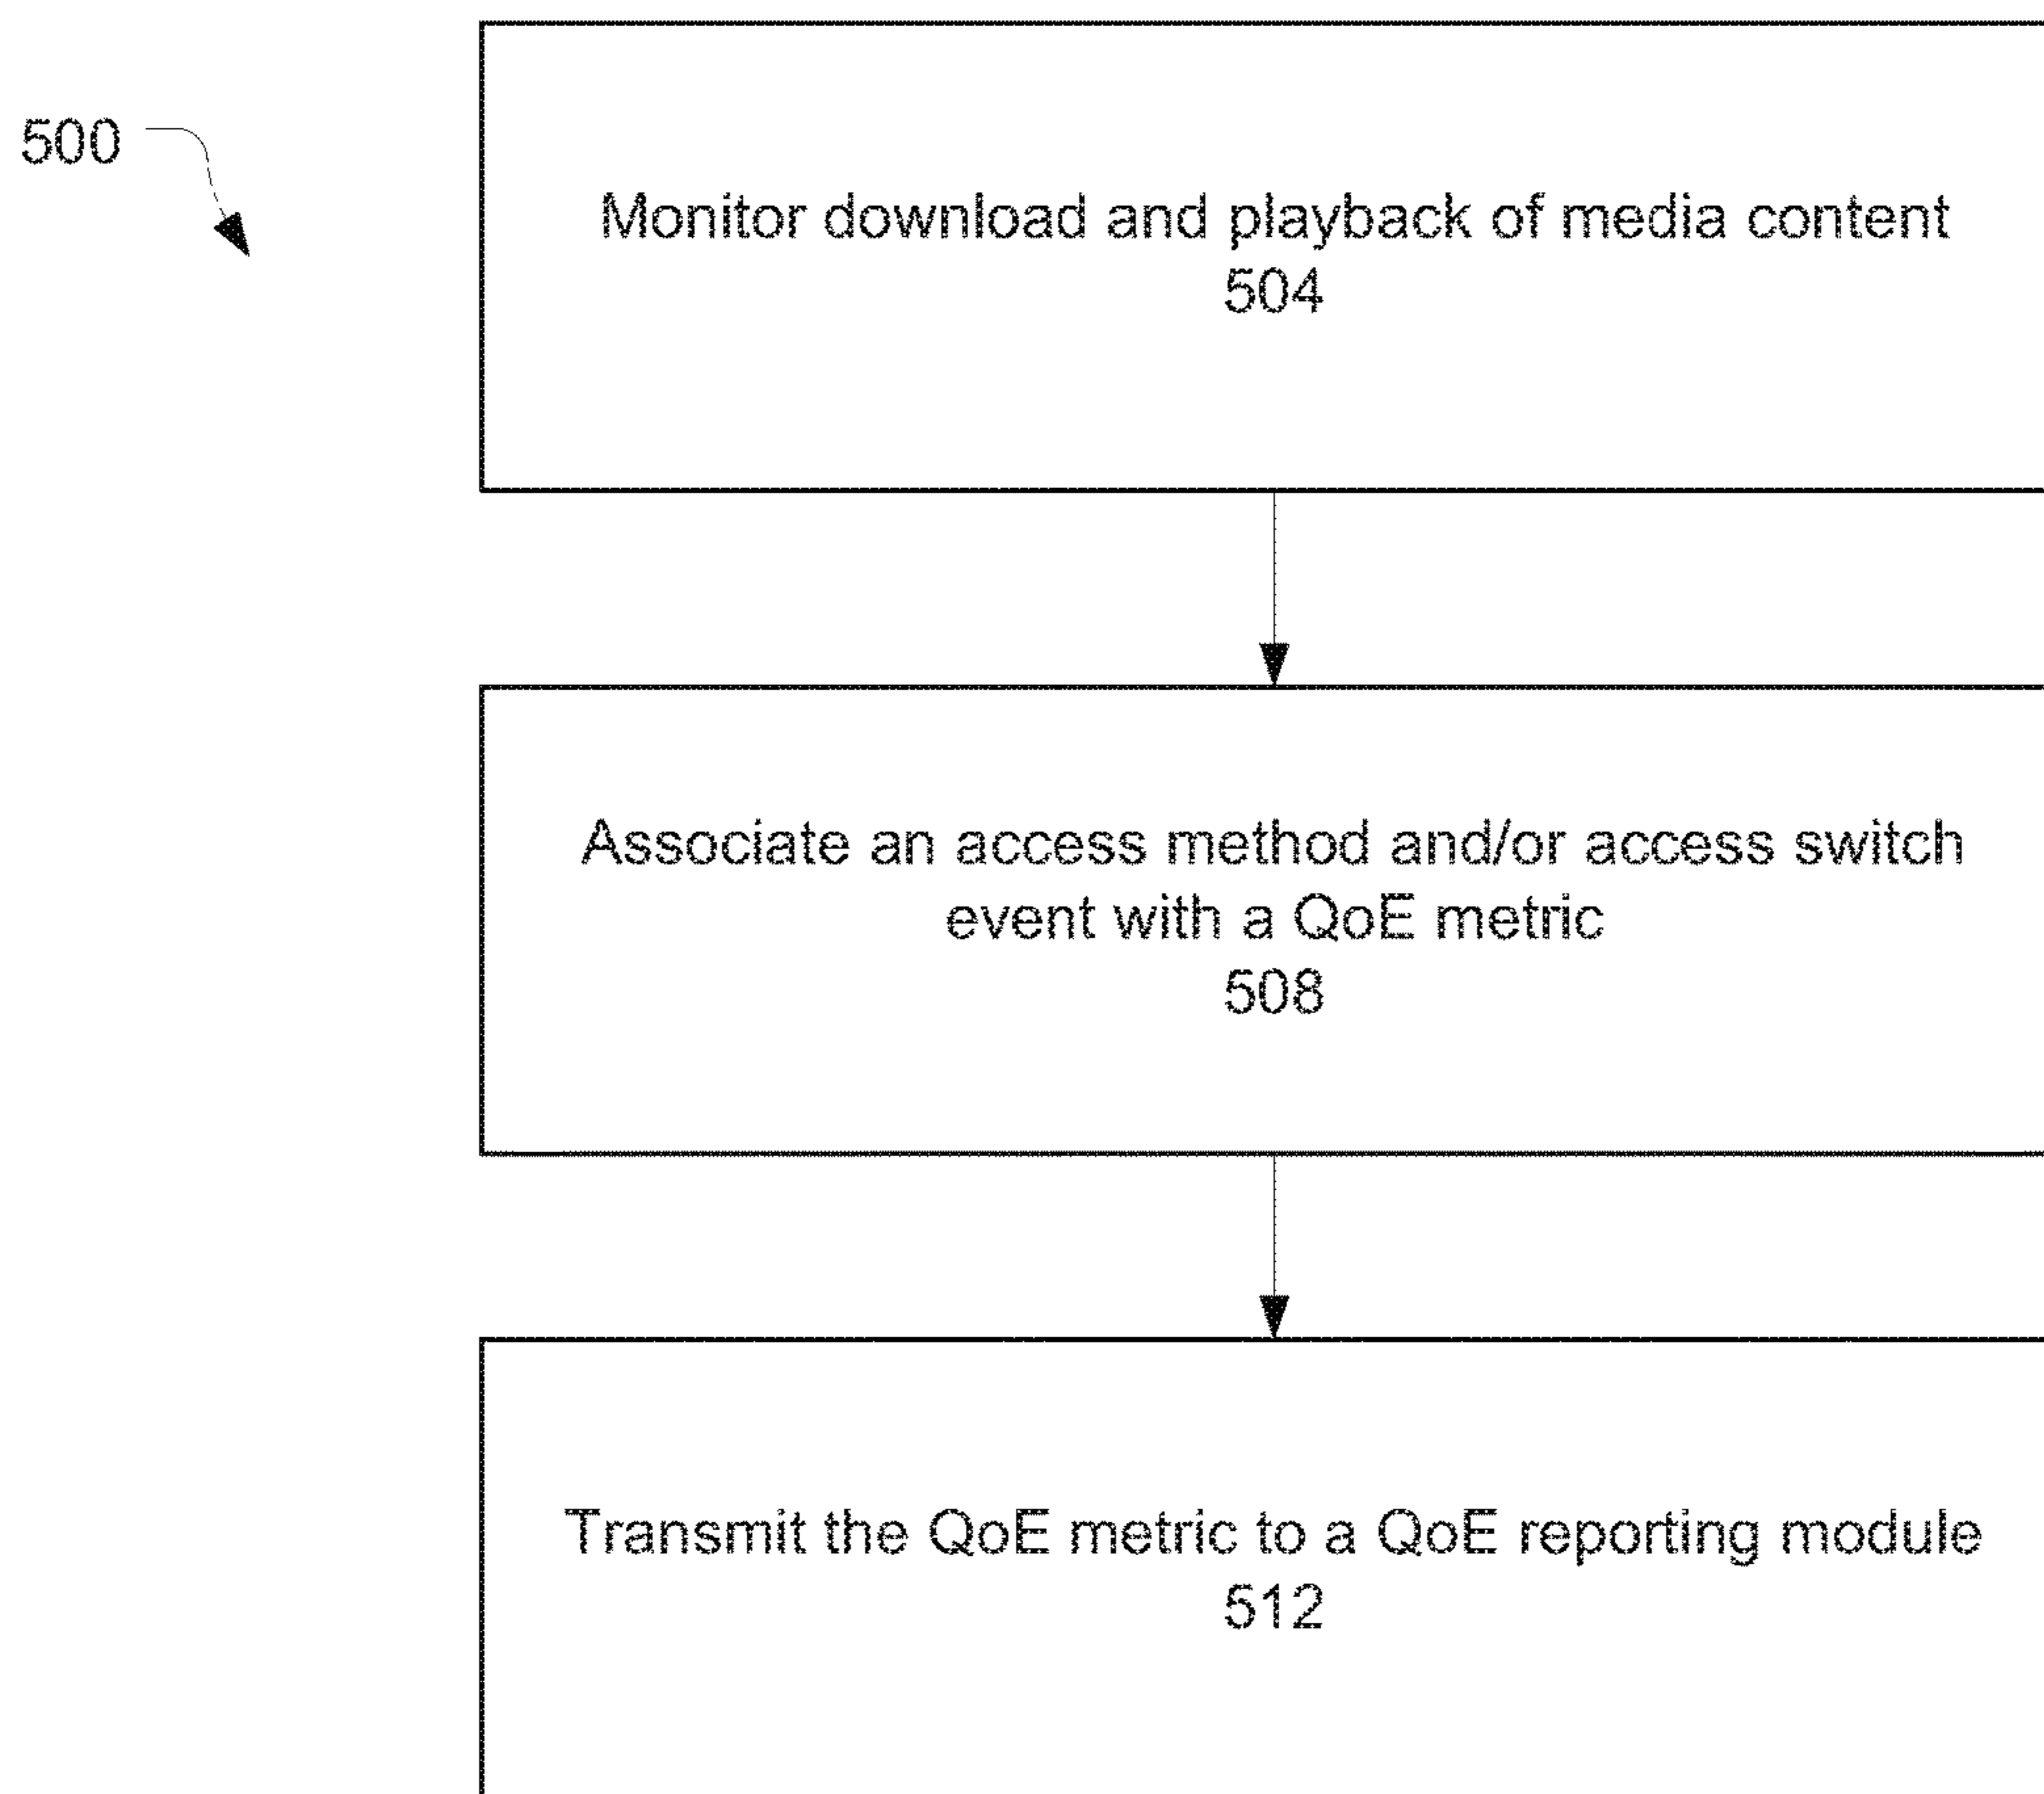 500
Monitor download and playback of media content
504
Associate an access method and/or access switch
event with a QoE metric
508
Transmit the QoE metric to a QoE reporting module
512